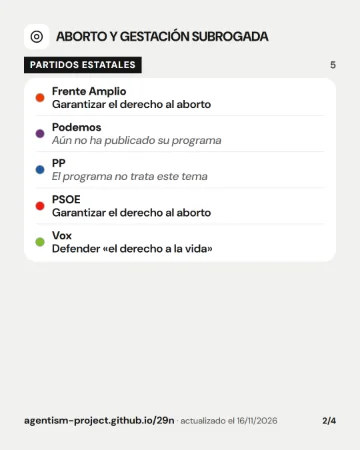 ABORTO Y GESTACIÓN SUBROGADA
PARTIDOS ESTATALES 5
Frente Amplio
Garantizar el derecho al aborto
Podemos
Aún no ha publicado su programa
PP
El programa no trata este tema
PSOE
Garantizar el derecho al aborto
Vox
Defender «el derecho a la vida»
agentism-project.github.io/29n · actualizado el 16/11/2026 2/4